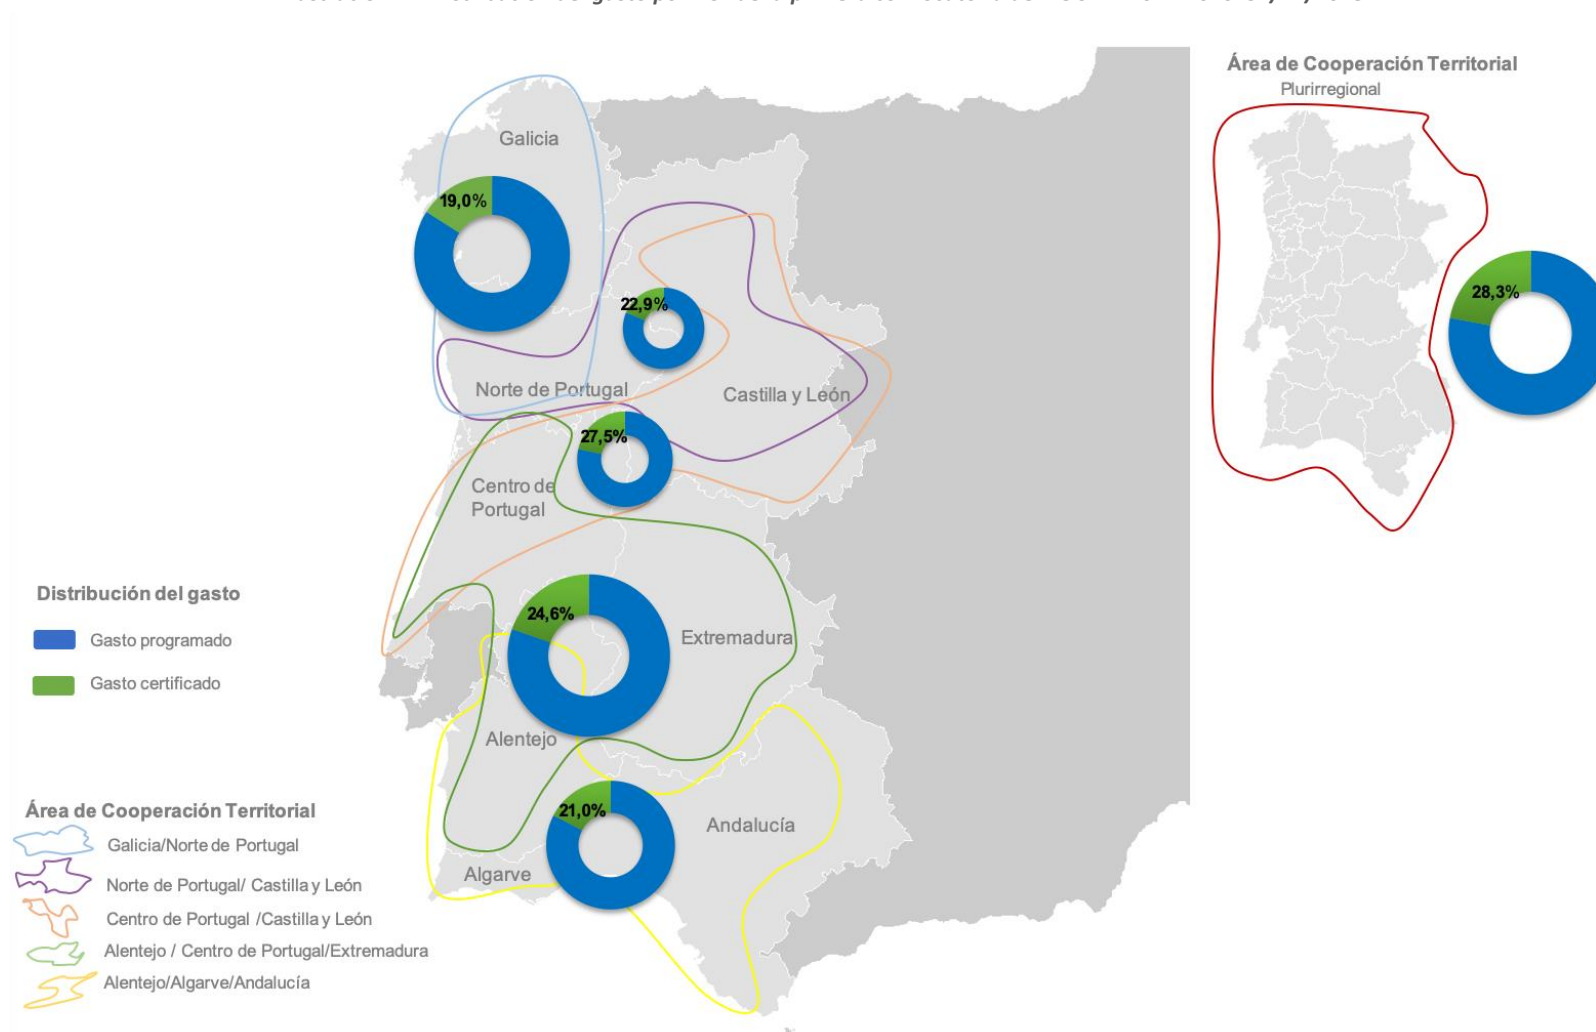 Área de Cooperación Territorial
Plurirregional
Galicia
19,0%
28,3%
22,9%
Norte de Portugal
Castilla y León
27,5%
Centro de
Portugal
Distribución del gasto
Gasto programado
Gasto certificado
24,6%
Extremadura
Alentejo
21,0%
Andalucía
Algarve
Área de Cooperación Territorial
Galicia/Norte de Portugal
Norte de Portugal/ Castilla y León
Centro de Portugal /Castilla y León
Alentejo / Centro de Portugal/Extremadura
Alentejo/Algarve/Andalucía